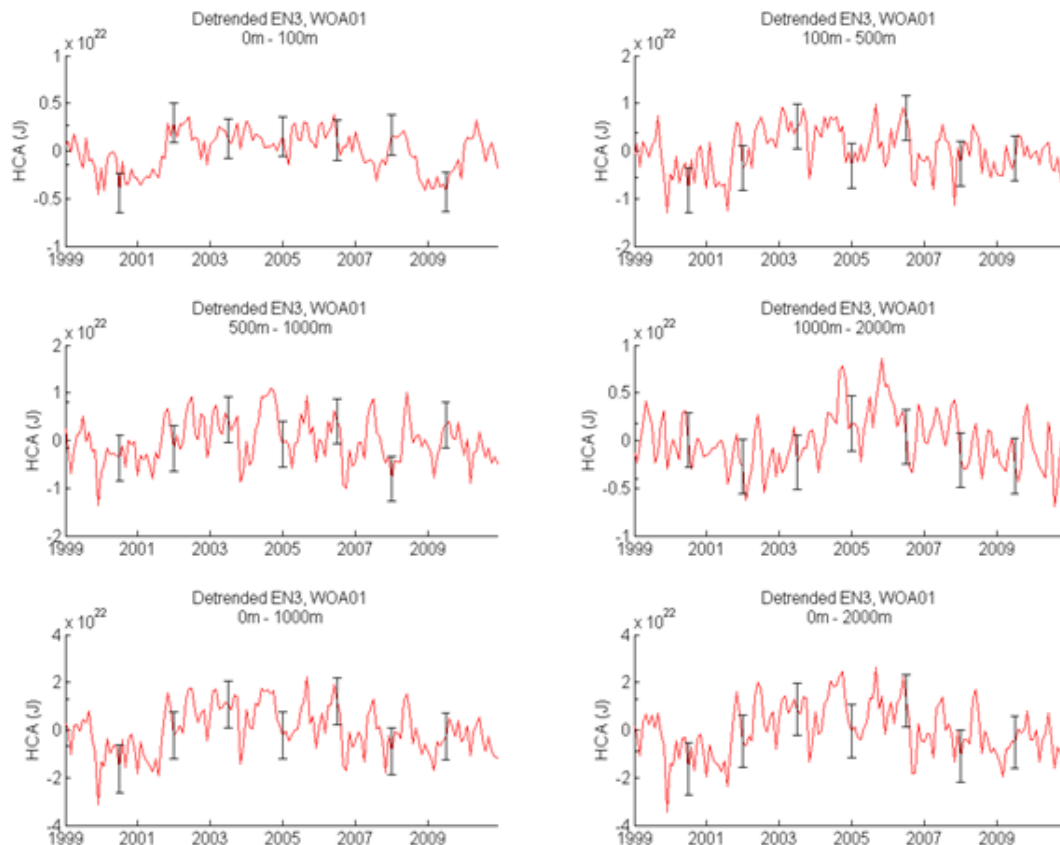 Detrended EN3, WOA01
0m - 100m
x 10^22
1
0.5
0
-0.5
-1
HCA (J)
1999 2001 2003 2005 2007 2009
Detrended EN3, WOA01
100m - 500m
x 10^22
2
1
0
-1
-2
HCA (J)
1999 2001 2003 2005 2007 2009
Detrended EN3, WOA01
500m - 1000m
x 10^22
2
1
0
-1
-2
HCA (J)
1999 2001 2003 2005 2007 2009
Detrended EN3, WOA01
1000m - 2000m
x 10^22
1
0.5
0
-0.5
-1
HCA (J)
1999 2001 2003 2005 2007 2009
Detrended EN3, WOA01
0m - 1000m
x 10^22
4
2
0
-2
-4
HCA (J)
1999 2001 2003 2005 2007 2009
Detrended EN3, WOA01
0m - 2000m
x 10^22
4
2
0
-2
-4
HCA (J)
1999 2001 2003 2005 2007 2009